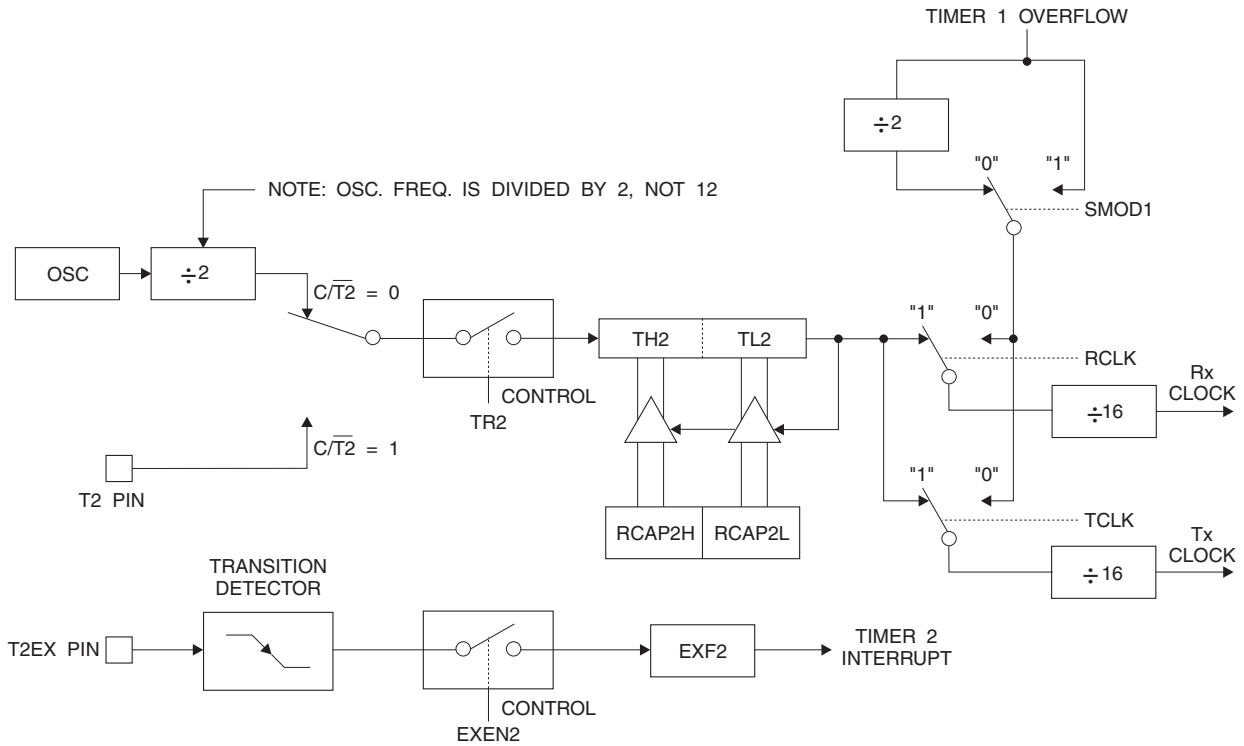 TIMER 1 OVERFLOW
÷2
"0" "1"
NOTE: OSC. FREQ. IS DIVIDED BY 2, NOT 12
SMOD1
OSC
÷2
C/T2 = 0
"1" "0"
TH2 TL2
RCLK
Rx
CLOCK
CONTROL
TR2
÷16
C/T2 = 1
"1" "0"
T2 PIN
RCAP2H RCAP2L
TCLK
Tx
CLOCK
TRANSITION
DETECTOR
÷16
T2EX PIN
EXF2
TIMER 2
INTERRUPT
CONTROL
EXEN2